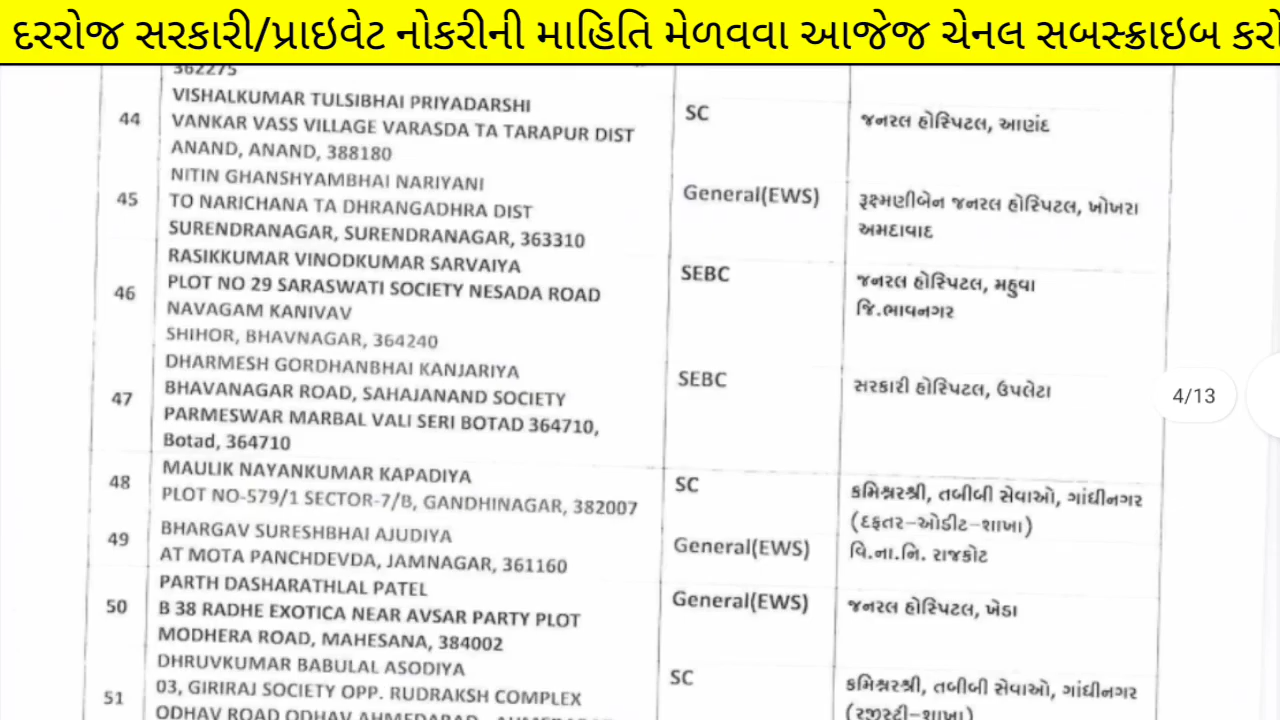 દરરોજ સરકારી/પ્રાઇવેટ નોકરીની માહિતિ મેળવવા આજેજ ચેનલ સબસ્ક્રાઇબ કરો
362275
44
VISHALKUMAR TULSIBHAI PRIYADARSHI
VANKAR VASS VILLAGE VARASDA TA TARAPUR DIST
ANAND, ANAND, 388180
SC
જનરલ હોસ્પિટલ, આણંદ
45
NITIN GHANSHYAMBHAI NARIYANI
TO NARICHANA TA DHRANGADHRA DIST
SURENDRANAGAR, SURENDRANAGAR, 363310
General(EWS)
રૂક્ષ્મણીબેન જનરલ હોસ્પિટલ, ખોખરા
અમદાવાદ
46
RASIKKUMAR VINODKUMAR SARVAIYA
PLOT NO 29 SARASWATI SOCIETY NESADA ROAD
NAVAGAM KANIVAV
SHIHOR, BHAVNAGAR, 364240
SEBC
જનરલ હોસ્પિટલ, મહુવા
જિ.ભાવનગર
47
DHARMESH GORDHANBHAI KANJARIYA
BHAVANAGAR ROAD, SAHAJANAND SOCIETY
PARMESWAR MARBAL VALI SERI BOTAD 364710,
Botad, 364710
SEBC
સરકારી હોસ્પિટલ, ઉપલેટા
4/13
48
MAULIK NAYANKUMAR KAPADIYA
PLOT NO-579/1 SECTOR-7/B, GANDHINAGAR, 382007
SC
કમિશ્નરશ્રી, તબીબી સેવાઓ, ગાંધીનગર
(દફતર-ઓડીટ-શાખા)
49
BHARGAV SURESHBHAI AJUDIYA
AT MOTA PANCHDEVDA, JAMNAGAR, 361160
General(EWS)
વિ.ના.નિ. રાજકોટ
50
PARTH DASHARATHLAL PATEL
B 38 RADHE EXOTICA NEAR AVSAR PARTY PLOT
MODHERA ROAD, MAHESANA, 384002
General(EWS)
જનરલ હોસ્પિટલ, ખેડા
51
DHRUVKUMAR BABULAL ASODIYA
03, GIRIRAJ SOCIETY OPP. RUDRAKSH COMPLEX
ODHAV ROAD ODHAV AHMEDABAD
SC
કમિશ્નરશ્રી, તબીબી સેવાઓ, ગાંધીનગર
(રજીસ્ટ્રી-શાખા)